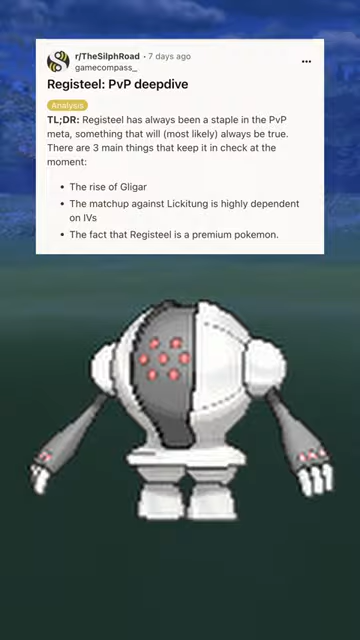 r/TheSilphRoad · 7 days ago
gamecompass_
Registeel: PvP deepdive
Analysis
TL;DR: Registeel has always been a staple in the PvP
meta, something that will (most likely) always be true.
There are 3 main things that keep it in check at the
moment:
• The rise of Gligar
• The matchup against Lickitung is highly dependent
on IVs
• The fact that Registeel is a premium pokemon.